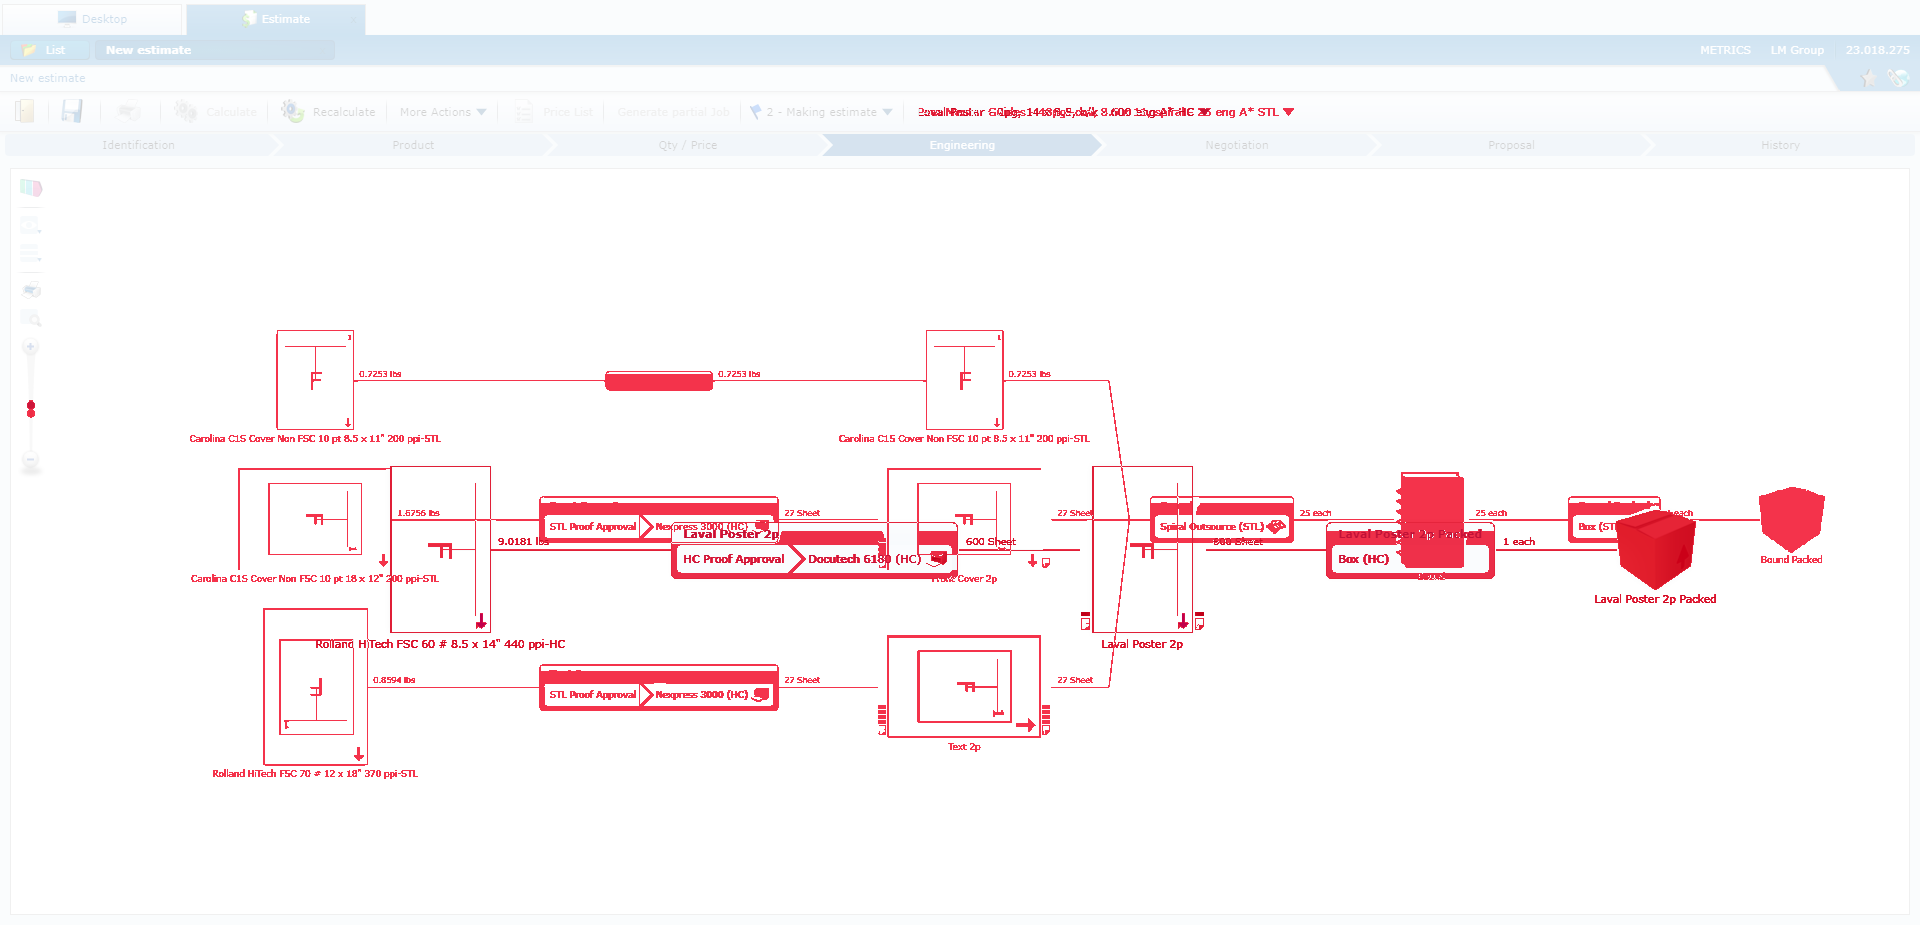 Desktop
Estimate
List
New estimate
METRICS
LM Group
23.018.275
New estimate
Calculate
Recalculate
More Actions
Price List
Generate partial Job
2 - Making estimate
eng A* STL
Identification
Product
Qty / Price
Engineering
Negotiation
Proposal
History
0.7253 lbs
0.7253 lbs
0.7253 lbs
Carolina C1S Cover Non FSC 10 pt 8.5 x 11" 200 ppi-STL
Carolina C1S Cover Non FSC 10 pt 8.5 x 11" 200 ppi-STL
1.6756 lbs
STL Proof Approval
Nexpress 3000 (HC)
27 Sheet
27 Sheet
Spiral Outsource (STL)
25 each
25 each
Box
9.0181 lbs
Laval Poster 2p
HC Proof Approval
Docutech 6180 (HC)
600 Sheet
Laval Poster 2p Packed
Box (HC)
1 each
Bound Packed
Carolina C1S Cover Non FSC 10 pt 18 x 12" 200 ppi-STL
Cover 2p
Laval Poster 2p Packed
Rolland HiTech FSC 60 # 8.5 x 14" 440 ppi-HC
Laval Poster 2p
0.8594 lbs
STL Proof Approval
Nexpress 3000 (HC)
27 Sheet
27 Sheet
Text 2p
Rolland HiTech FSC 70 # 12 x 18" 370 ppi-STL